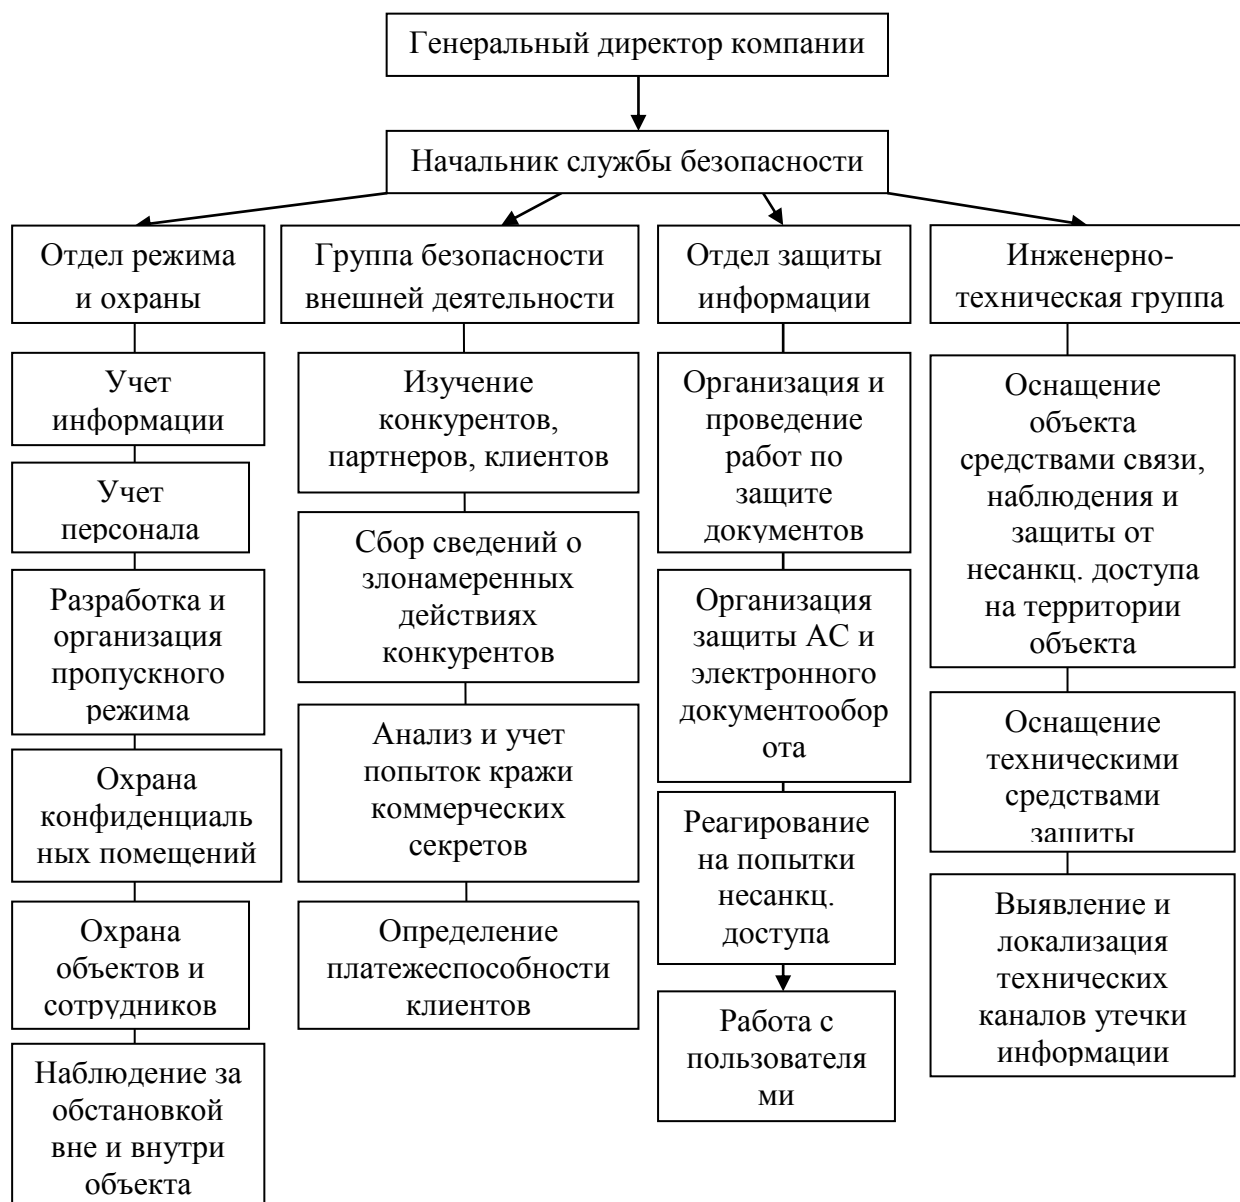 Генеральный директор компании
Начальник службы безопасности
Отдел режима
и охраны
Группа безопасности
внешней деятельности
Отдел защиты
информации
Инженерно-
техническая группа
Учет
информации
Учет
персонала
Разработка и
организация
пропускного
режима
Охрана
конфиденциаль
ных помещений
Охрана
объектов и
сотрудников
Наблюдение за
обстановкой
вне и внутри
объекта
Изучение
конкурентов,
партнеров, клиентов
Сбор сведений о
злонамеренных
действиях
конкурентов
Анализ и учет
попыток кражи
коммерческих
секретов
Определение
платежеспособности
клиентов
Организация и
проведение
работ по
защите
документов
Организация
защиты АС и
электронного
документообор
ота
Реагирование
на попытки
несанкц.
доступа
Работа с
пользователя
ми
Оснащение
объекта
средствами связи,
наблюдения и
защиты от
несанкц. доступа
на территории
объекта
Оснащение
техническими
средствами
защиты
Выявление и
локализация
технических
каналов утечки
информации